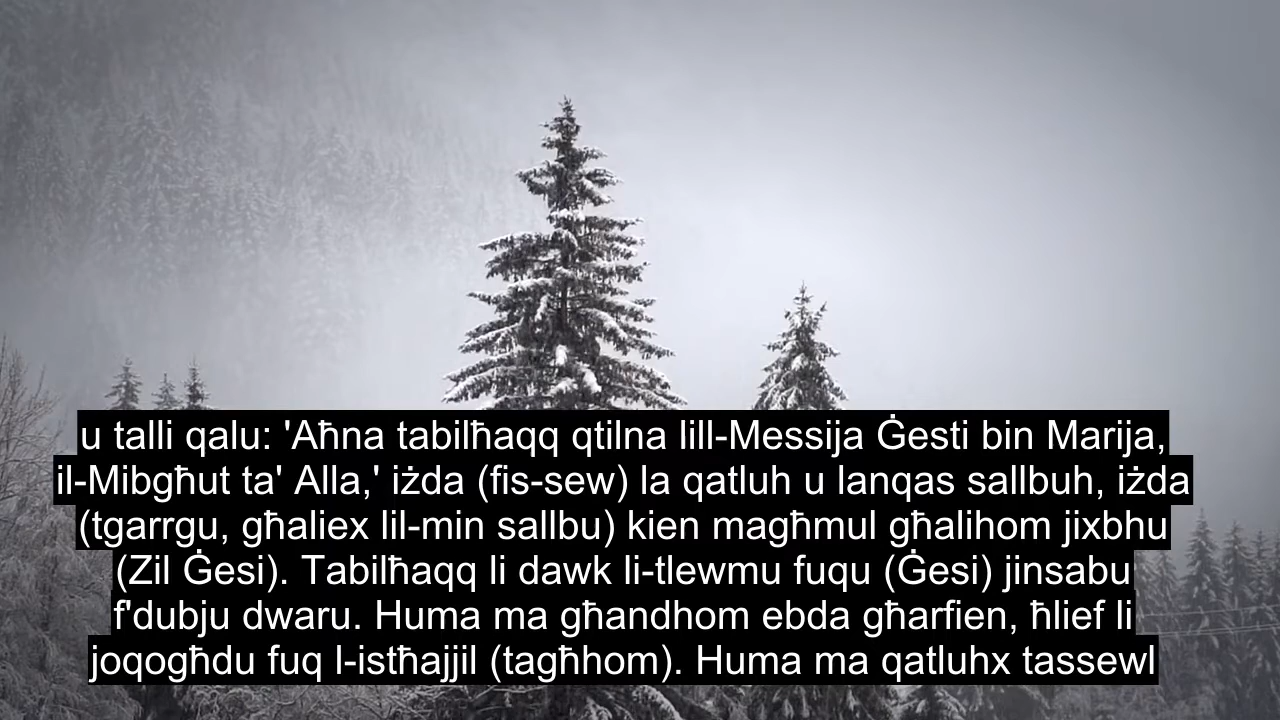 u talli qalu: 'Aħna tabilħaqq qtilna lill-Messija Ġesti bin Marija,
il-Mibgħut ta' Alla,' iżda (fis-sew) la qatluh u lanqas sallbuh, iżda
(tgarrgu, għaliex lil-min sallbu) kien magħmul għalihom jixbhu
(Zil Ġesi). Tabilħaqq li dawk li-tlewmu fuqu (Ġesi) jinsabu
f'dubju dwaru. Huma ma għandhom ebda għarfien, ħlief li
joqogħdu fuq l-istħajjil (tagħhom). Huma ma qatluhx tassewl